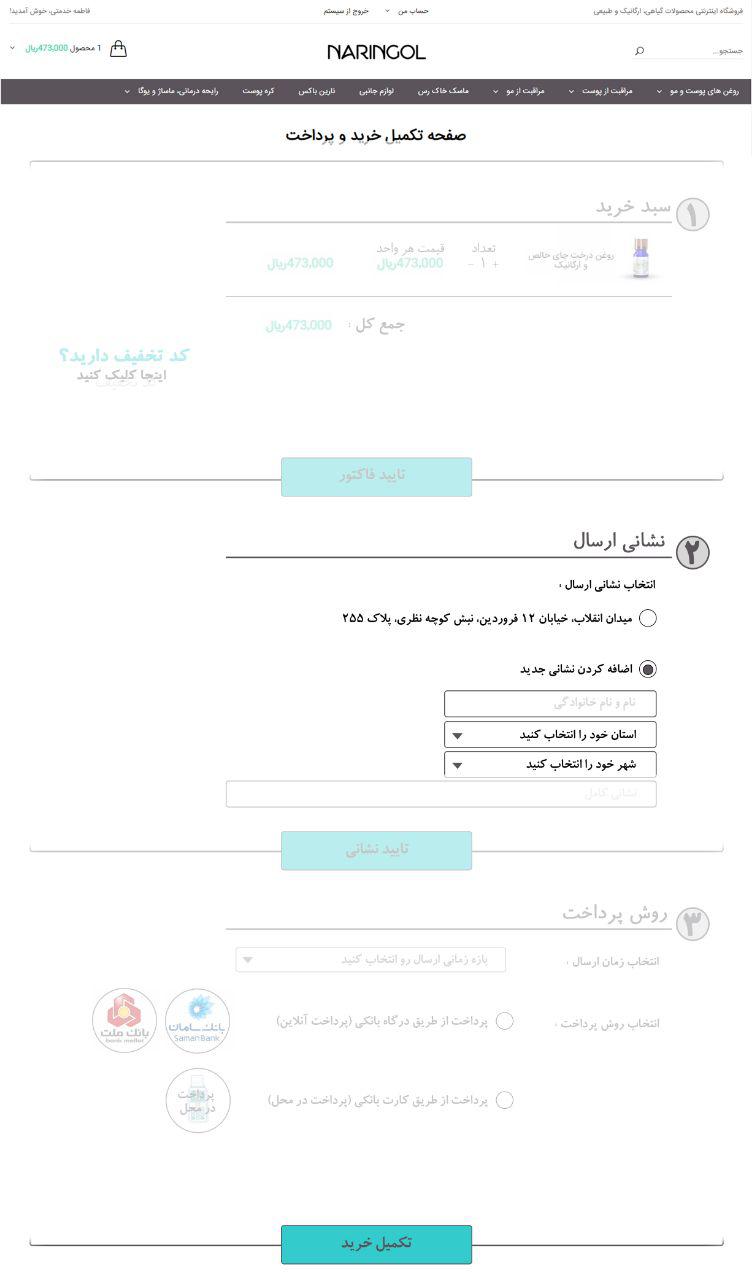 فروشگاه اینترنتی محصولات گیاهی، ارگانیک و طبیعی
حساب من
خروج از سیستم
فاطمه خدمتی، خوش آمدید!
جستجو...
NARINGOL
1 محصول 473,000ریال
روغن های پوست و مو
مراقبت از پوست
مراقبت از مو
ماسک خاک رس
لوازم جانبی
نارین باکس
کره پوست
رایحه درمانی، ماساژ و یوگا
صفحه تکمیل خرید و پرداخت
۱ سبد خرید
تعداد
قیمت هر واحد
روغن درخت چای خالص و ارگانیک
+ ۱ -
473,000ریال
473,000ریال
جمع کل : 473,000ریال
کد تخفیف دارید؟
اینجا کلیک کنید
تایید فاکتور
۲ نشانی ارسال
انتخاب نشانی ارسال :
میدان انقلاب، خیابان ۱۲ فروردین، نبش کوچه نظری، پلاک ۲۵۵
اضافه کردن نشانی جدید
نام و نام خانوادگی
استان خود را انتخاب کنید
شهر خود را انتخاب کنید
نشانی کامل
تایید نشانی
۳ روش پرداخت
انتخاب زمان ارسال :
بازه زمانی ارسال رو انتخاب کنید
انتخاب روش پرداخت :
پرداخت از طریق درگاه بانکی (پرداخت آنلاین)
بانک سامان
Saman Bank
بانک ملت
bank mellat
پرداخت از طریق کارت بانکی (پرداخت در محل)
پرداخت
در محل
تکمیل خرید